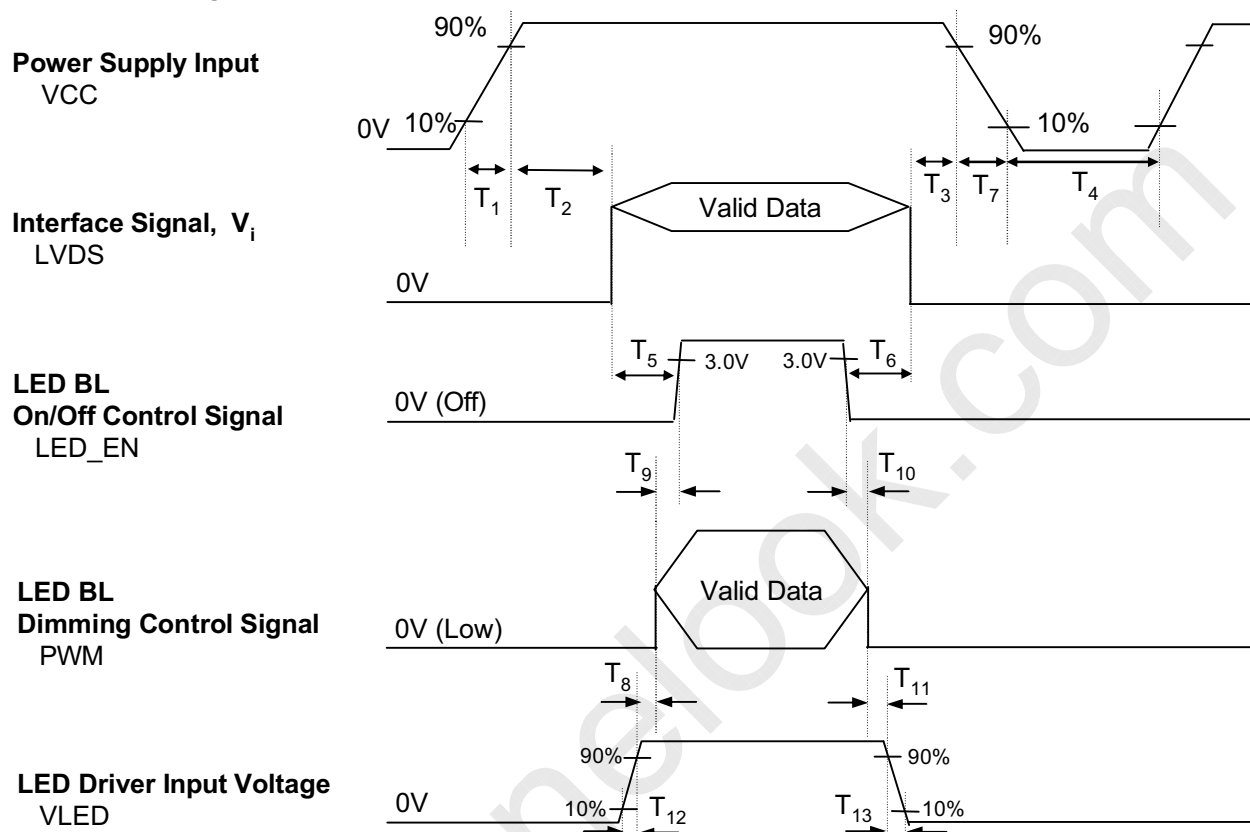 90%
90%
Power Supply Input
VCC
0V 10%
10%
T1
T2
T3
T7
T4
Interface Signal, Vi
LVDS
Valid Data
0V
T5
3.0V
3.0V
T6
LED BL
On/Off Control Signal
LED_EN
0V (Off)
T9
T10
LED BL
Dimming Control Signal
PWM
Valid Data
0V (Low)
T8
T11
LED Driver Input Voltage
VLED
90%
90%
0V
10%
T12
T13
10%
nelook.com